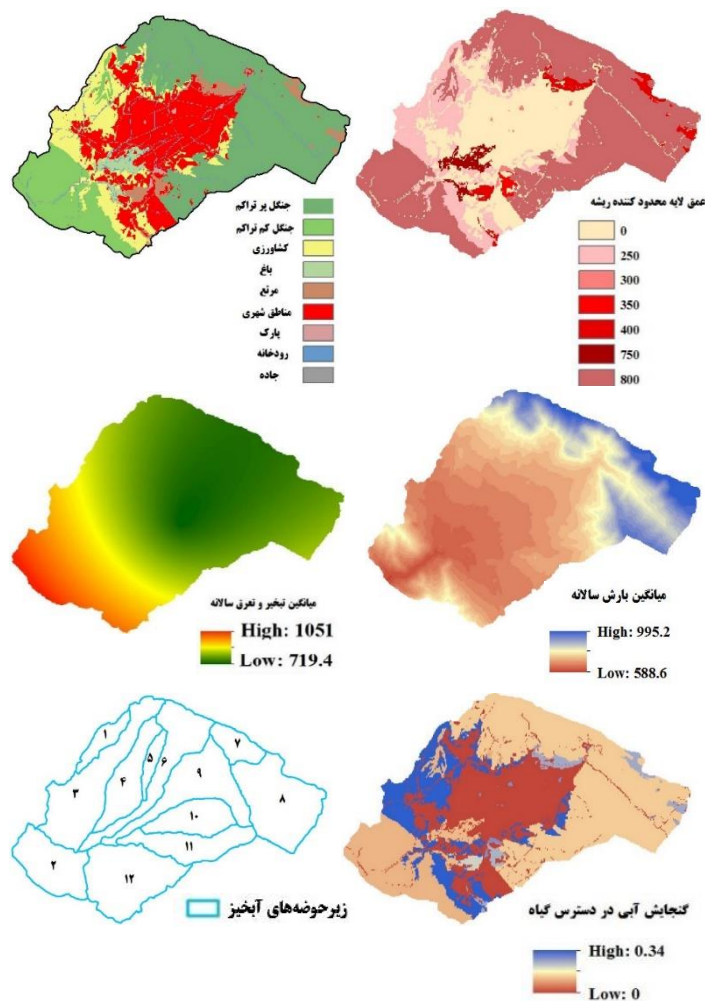 جنگل پر تراکم
جنگل کم تراکم
کشاورزی
باغ
مرتع
مناطق شهری
پارک
رودخانه
جاده
عمق لایه محدود کننده ریشه
0
250
300
350
400
750
800
میانگین تبخیر و تعرق سالانه
High: 1051
Low: 719.4
میانگین بارش سالانه
High: 995.2
Low: 588.6
۱
۲
۳
۴
۵
۶
۷
۸
۹
۱۰
۱۱
۱۲
زیرحوضه‌های آبخیز
گنجایش آبی در دسترس گیاه
High: 0.34
Low: 0